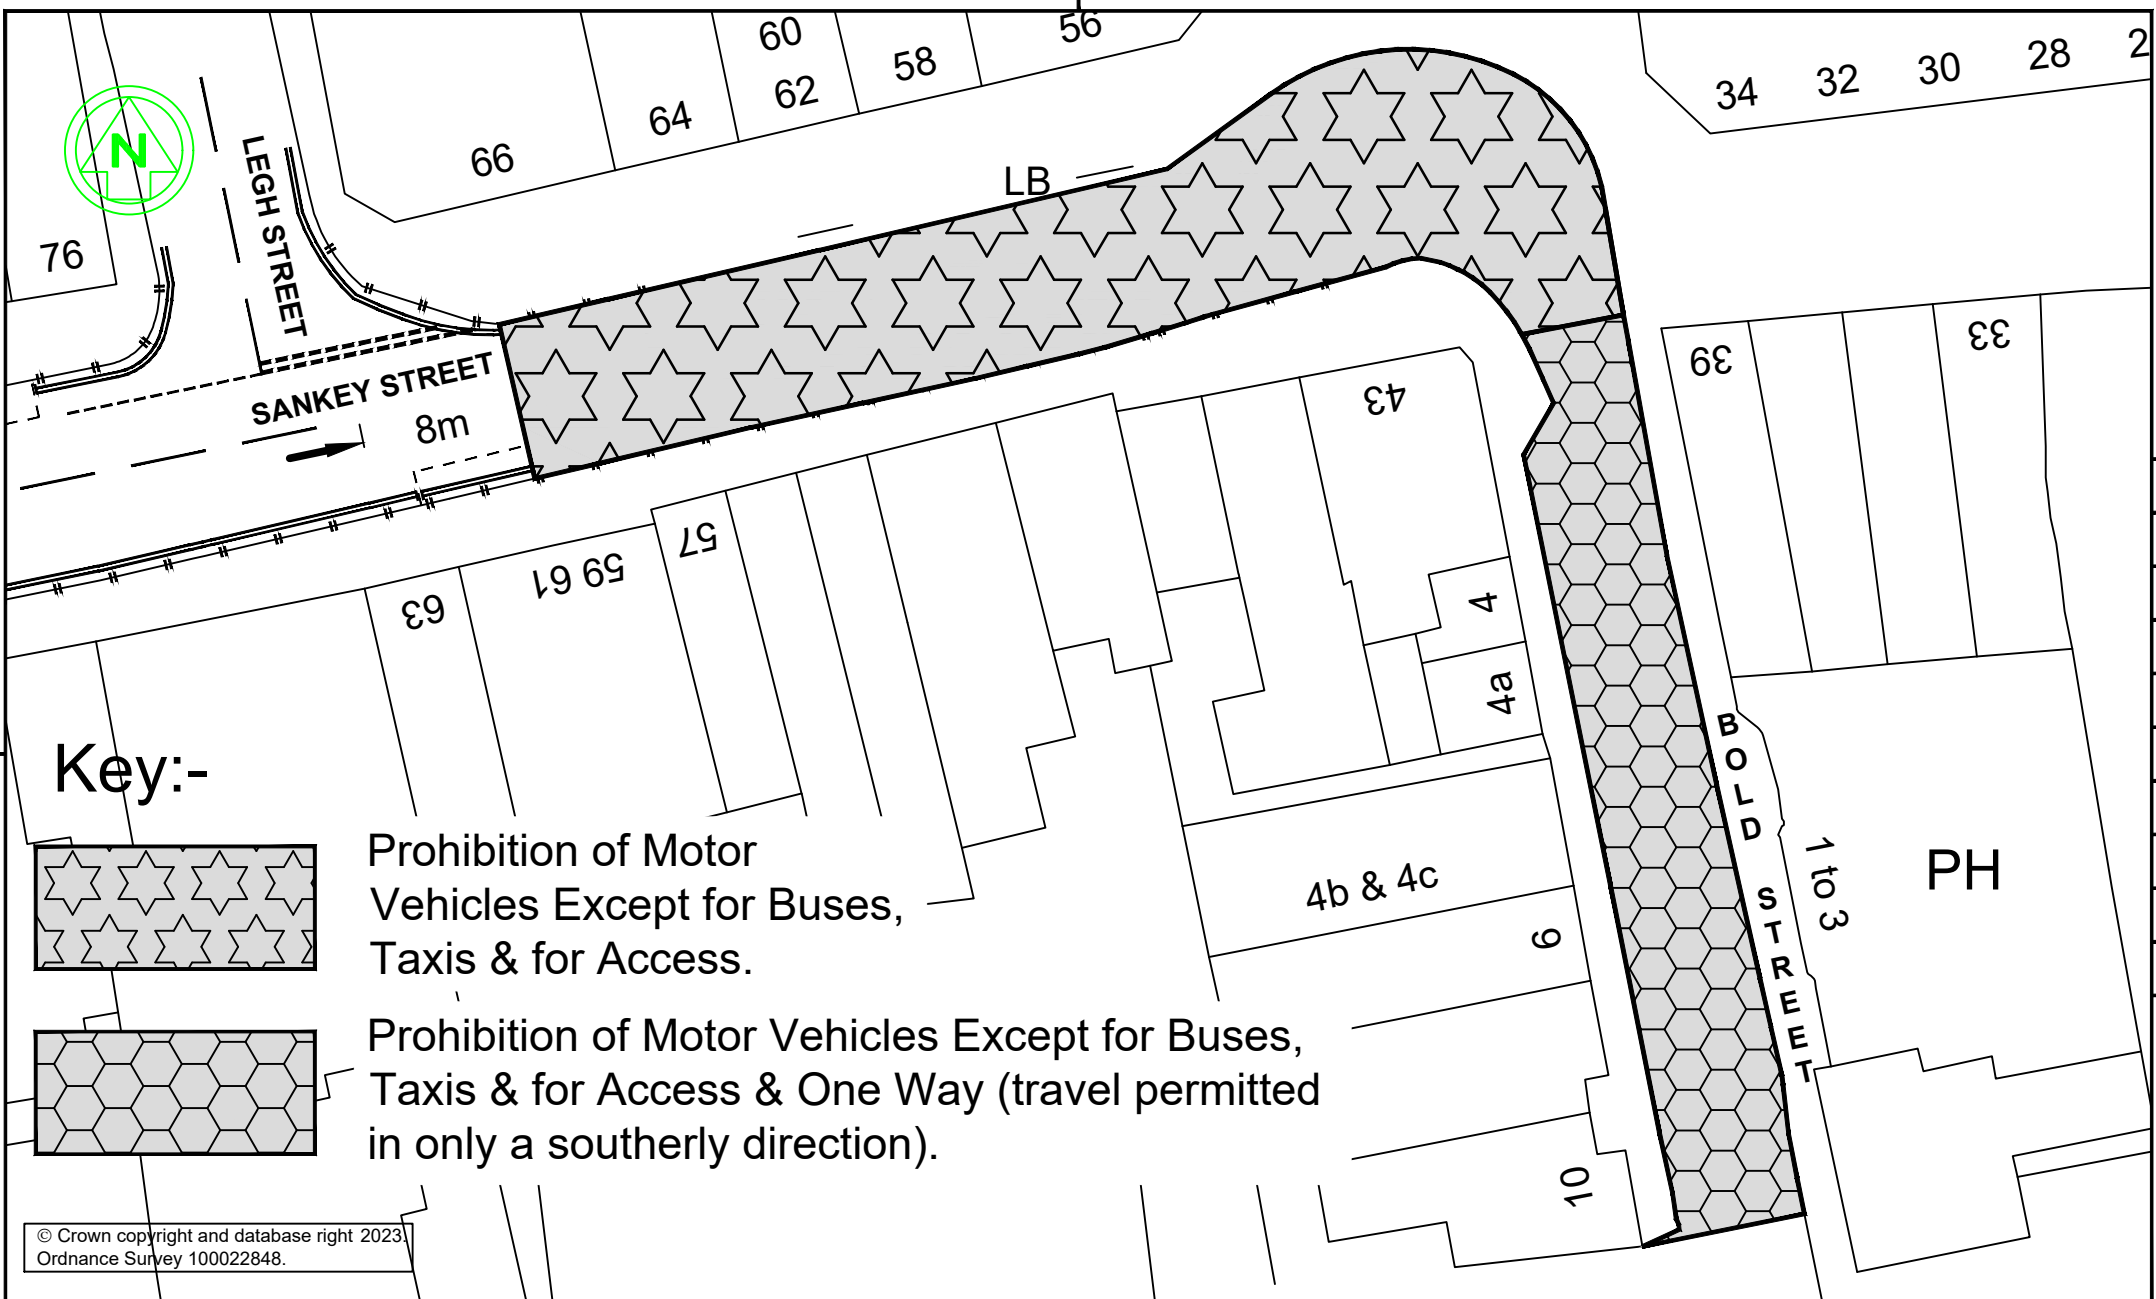 60
56
34
32
30
28
2
58
62
64
66
N
LEGH STREET
LB
76
39
33
SANKEY STREET
8m
43
57
59 61
63
4
4a
BOLD STREET
1 to 3
PH
4b & 4c
6
10
Key:-
Prohibition of Motor
Vehicles Except for Buses,
Taxis & for Access.
Prohibition of Motor Vehicles Except for Buses,
Taxis & for Access & One Way (travel permitted
in only a southerly direction).
© Crown copyright and database right 2023.
Ordnance Survey 100022848.